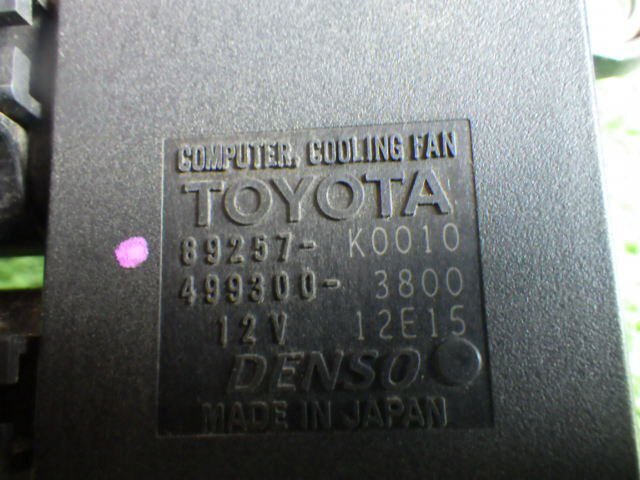 COMPUTER, COOLING FAN
TOYOTA
89257-K0010
499300-3800
12V 12E15
DENSO
MADE IN JAPAN